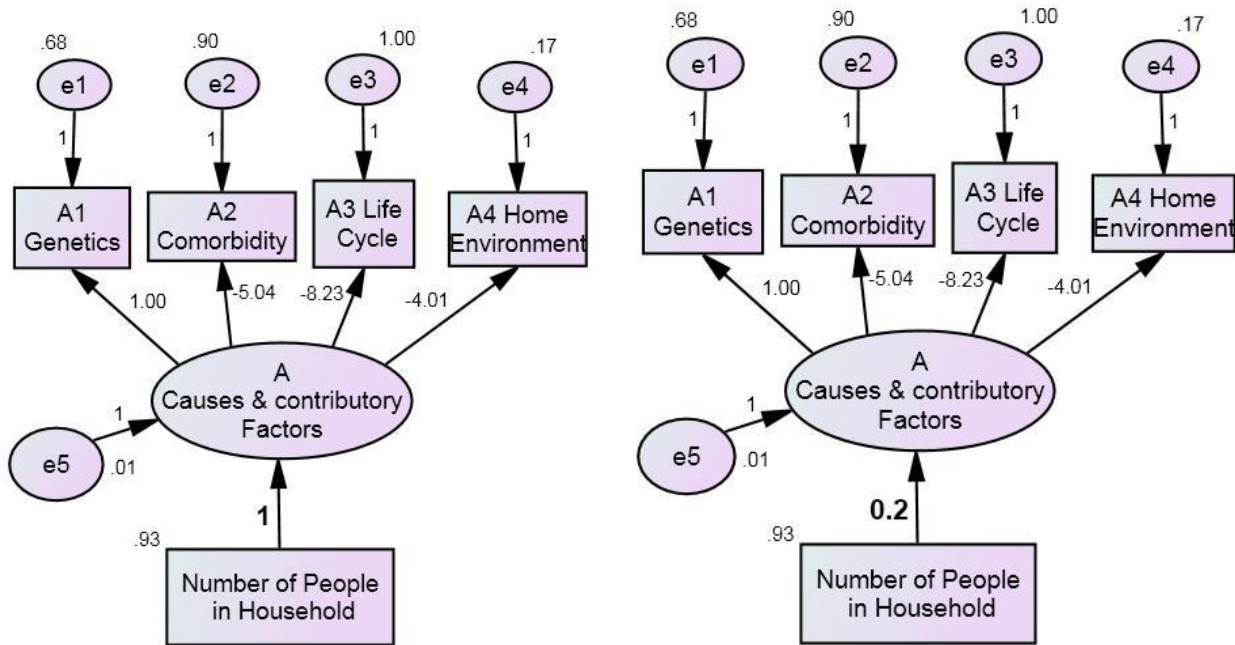 .68
.90
1.00
.17
e1
e2
e3
e4
1
1
1
1
A1
Genetics
A2
Comorbidity
A3 Life
Cycle
A4 Home
Environment
1.00
-5.04
-8.23
-4.01
A
Causes & contributory
Factors
1
e5
.01
1
.93
Number of People
in Household
.68
.90
1.00
.17
e1
e2
e3
e4
1
1
1
1
A1
Genetics
A2
Comorbidity
A3 Life
Cycle
A4 Home
Environment
1.00
-5.04
-8.23
-4.01
A
Causes & contributory
Factors
1
e5
.01
0.2
.93
Number of People
in Household